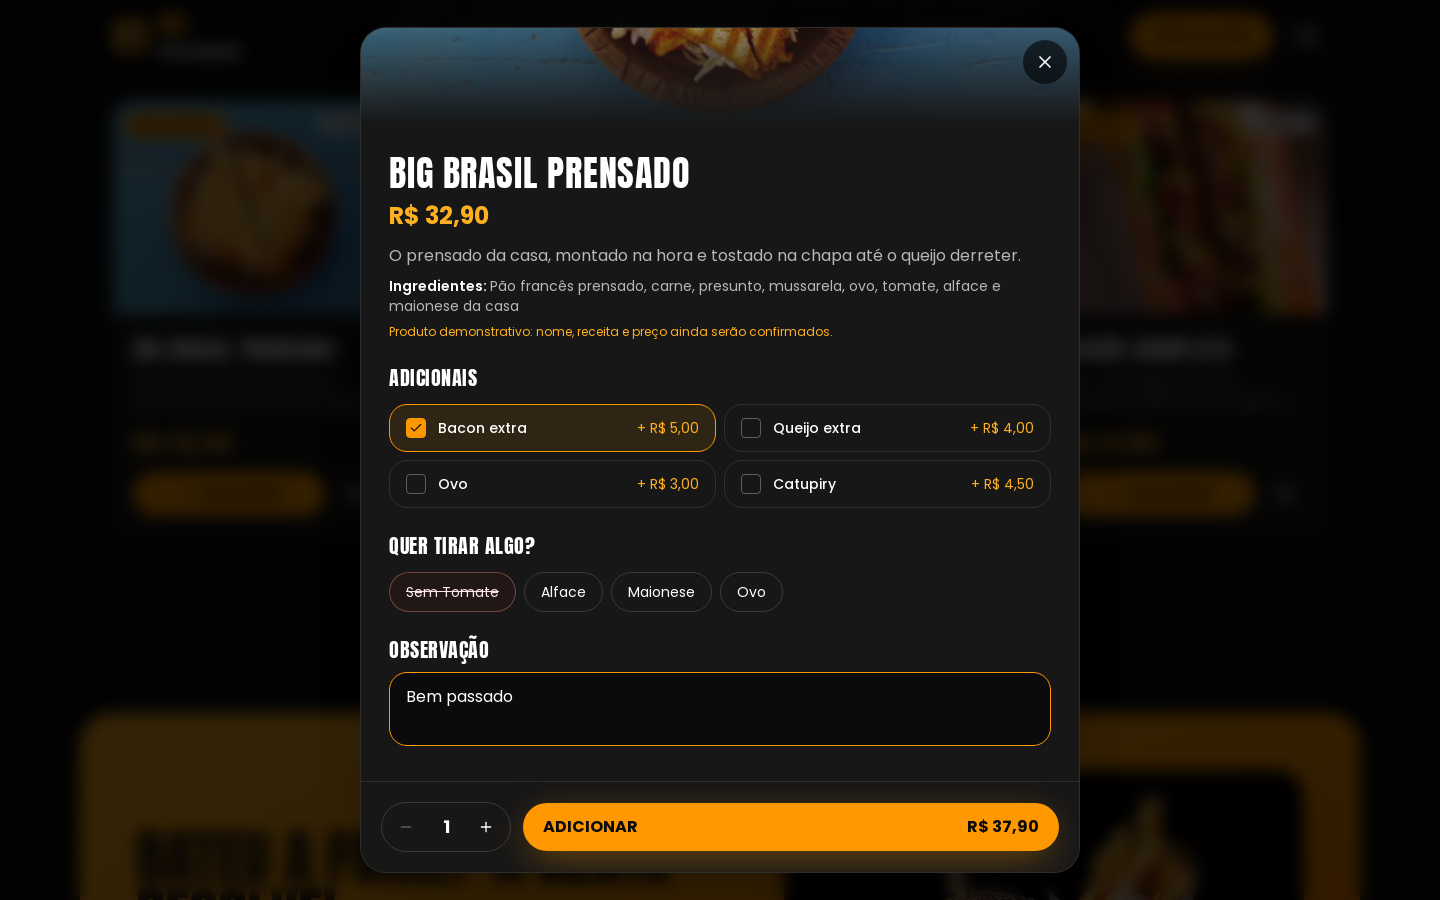 BIG BRASIL PRENSADO
R$ 32,90
O prensado da casa, montado na hora e tostado na chapa até o queijo derreter.
Ingredientes: Pão francês prensado, carne, presunto, mussarela, ovo, tomate, alface e
maionese da casa
Produto demonstrativo: nome, receita e preço ainda serão confirmados.
ADICIONAIS
Bacon extra + R$ 5,00
Queijo extra + R$ 4,00
Ovo + R$ 3,00
Catupiry + R$ 4,50
QUER TIRAR ALGO?
Sem Tomate Alface Maionese Ovo
OBSERVAÇÃO
Bem passado
1
ADICIONAR R$ 37,90